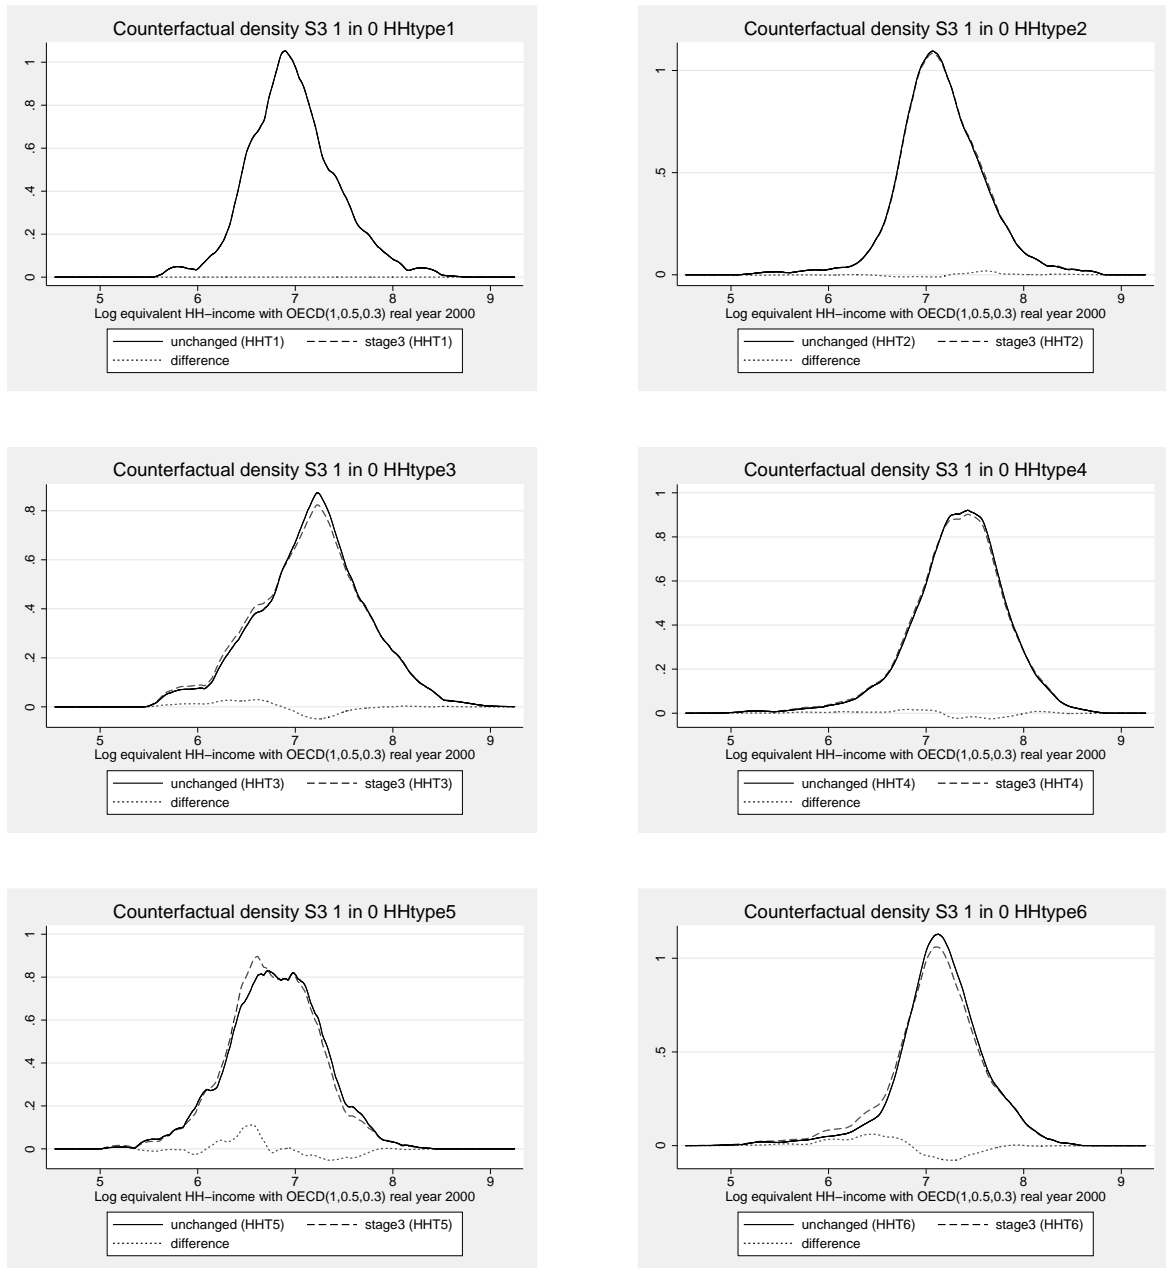 Counterfactual density S3 1 in 0 HHtype1
1
.8
.6
.4
.2
0
5 6 7 8 9
Log equivalent HH−income with OECD(1,0.5,0.3) real year 2000
unchanged (HHT1) stage3 (HHT1)
difference
Counterfactual density S3 1 in 0 HHtype2
1
.5
0
5 6 7 8 9
Log equivalent HH−income with OECD(1,0.5,0.3) real year 2000
unchanged (HHT2) stage3 (HHT2)
difference
Counterfactual density S3 1 in 0 HHtype3
.8
.6
.4
.2
0
5 6 7 8 9
Log equivalent HH−income with OECD(1,0.5,0.3) real year 2000
unchanged (HHT3) stage3 (HHT3)
difference
Counterfactual density S3 1 in 0 HHtype4
1
.8
.6
.4
.2
0
5 6 7 8 9
Log equivalent HH−income with OECD(1,0.5,0.3) real year 2000
unchanged (HHT4) stage3 (HHT4)
difference
Counterfactual density S3 1 in 0 HHtype5
1
.8
.6
.4
.2
0
5 6 7 8 9
Log equivalent HH−income with OECD(1,0.5,0.3) real year 2000
unchanged (HHT5) stage3 (HHT5)
difference
Counterfactual density S3 1 in 0 HHtype6
1
.5
0
5 6 7 8 9
Log equivalent HH−income with OECD(1,0.5,0.3) real year 2000
unchanged (HHT6) stage3 (HHT6)
difference